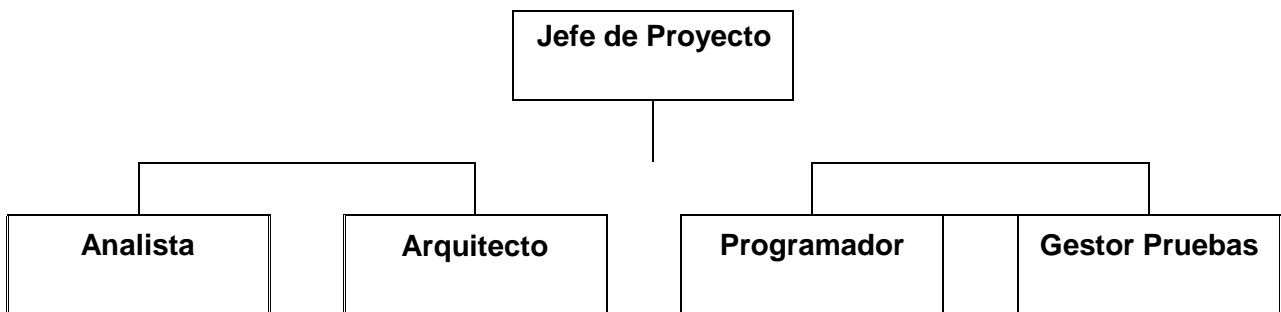 Jefe de Proyecto
Analista
Arquitecto
Programador
Gestor Pruebas